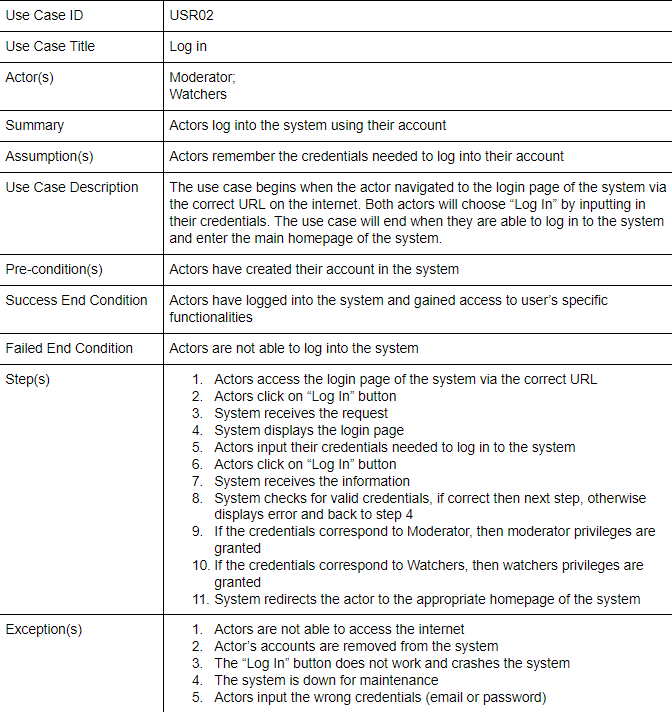 Use Case ID USR02
Use Case Title Log in
Actor(s) Moderator;
Watchers
Summary Actors log into the system using their account
Assumption(s) Actors remember the credentials needed to log into their account
Use Case Description The use case begins when the actor navigated to the login page of the system via
the correct URL on the internet. Both actors will choose “Log In” by inputting in
their credentials. The use case will end when they are able to log in to the system
and enter the main homepage of the system.
Pre-condition(s) Actors have created their account in the system
Success End Condition Actors have logged into the system and gained access to user’s specific
functionalities
Failed End Condition Actors are not able to log into the system
Step(s) 1. Actors access the login page of the system via the correct URL
2. Actors click on “Log In” button
3. System receives the request
4. System displays the login page
5. Actors input their credentials needed to log in to the system
6. Actors click on “Log In” button
7. System receives the information
8. System checks for valid credentials, if correct then next step, otherwise
displays error and back to step 4
9. If the credentials correspond to Moderator, then moderator privileges are
granted
10. If the credentials correspond to Watchers, then watchers privileges are
granted
11. System redirects the actor to the appropriate homepage of the system
Exception(s) 1. Actors are not able to access the internet
2. Actor’s accounts are removed from the system
3. The “Log In” button does not work and crashes the system
4. The system is down for maintenance
5. Actors input the wrong credentials (email or password)